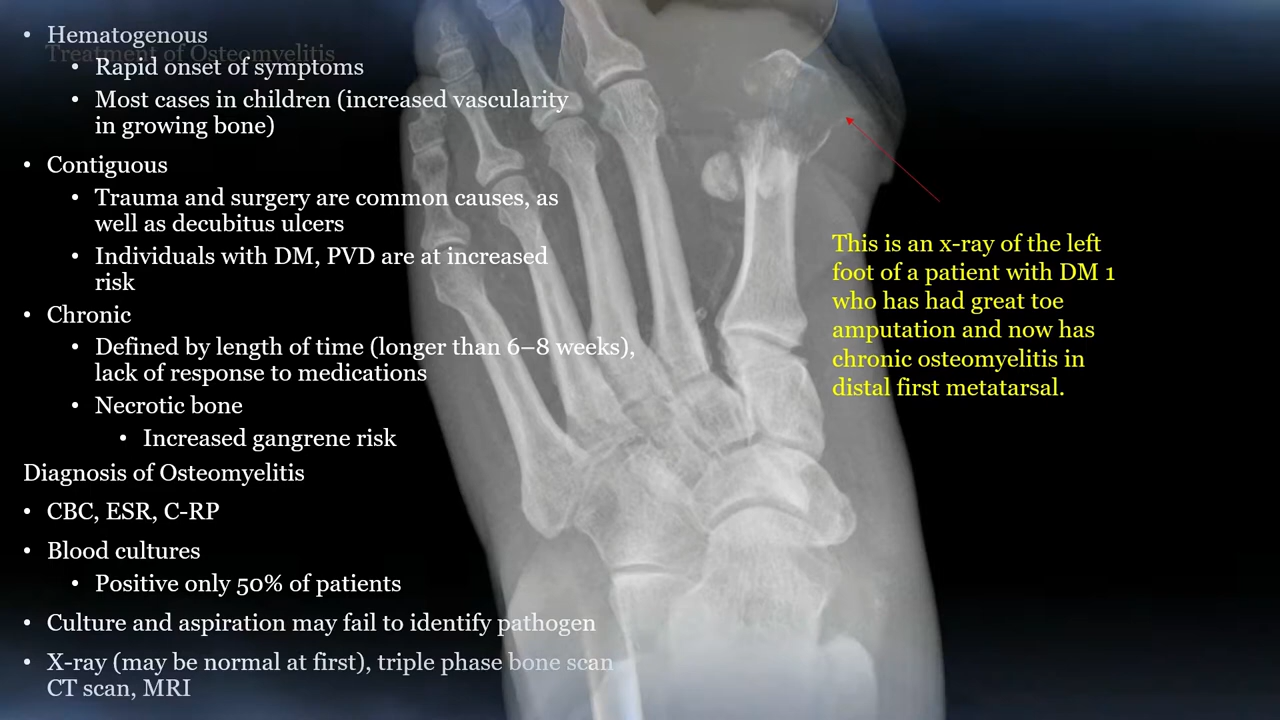 • Hematogenous
Treatment of Osteomyelitis
• Rapid onset of symptoms
• Most cases in children (increased vascularity
in growing bone)
• Contiguous
• Trauma and surgery are common causes, as
well as decubitus ulcers
• Individuals with DM, PVD are at increased
risk
• Chronic
• Defined by length of time (longer than 6–8 weeks),
lack of response to medications
• Necrotic bone
• Increased gangrene risk
Diagnosis of Osteomyelitis
• CBC, ESR, C-RP
• Blood cultures
• Positive only 50% of patients
• Culture and aspiration may fail to identify pathogen
• X-ray (may be normal at first), triple phase bone scan
CT scan, MRI
This is an x-ray of the left
foot of a patient with DM 1
who has had great toe
amputation and now has
chronic osteomyelitis in
distal first metatarsal.